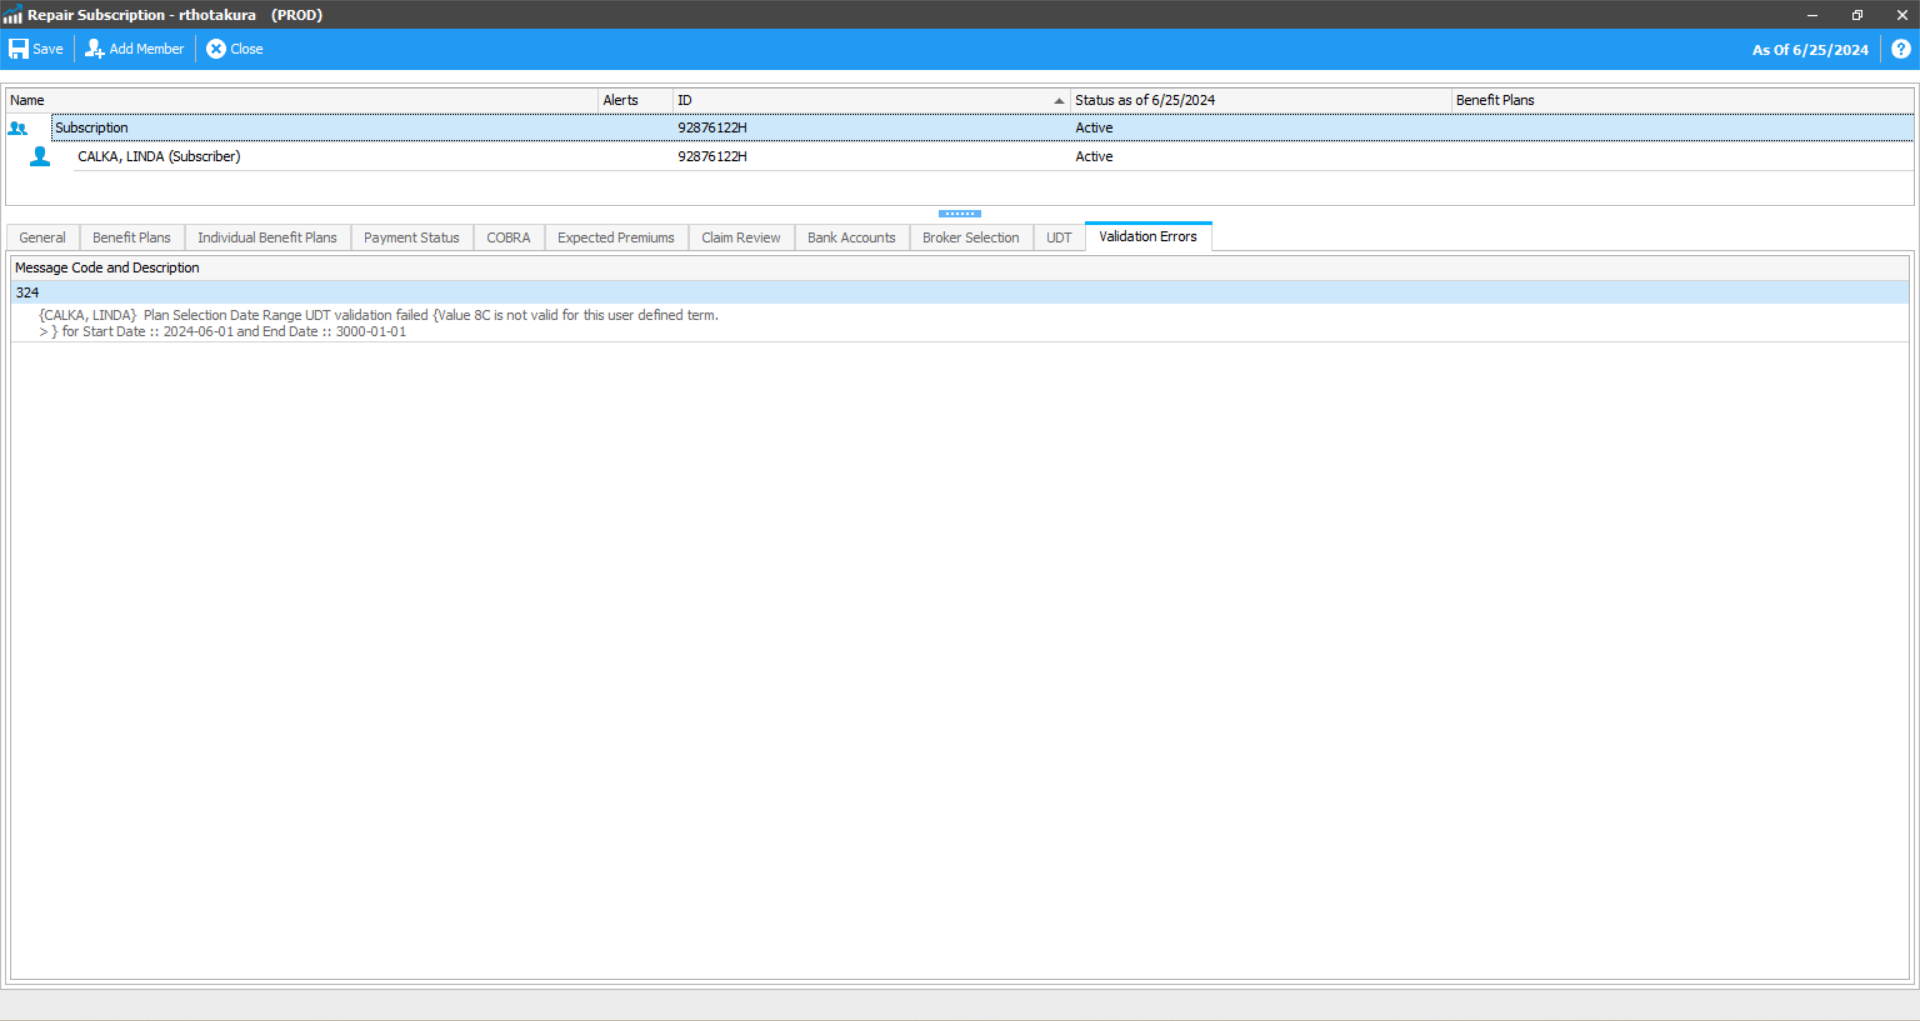 Repair Subscription - rthotakura (PROD)
Save Add Member Close As Of 6/25/2024 ?
Name Alerts ID Status as of 6/25/2024 Benefit Plans
Subscription 92876122H Active
CALKA, LINDA (Subscriber) 92876122H Active
General Benefit Plans Individual Benefit Plans Payment Status COBRA Expected Premiums Claim Review Bank Accounts Broker Selection UDT Validation Errors
Message Code and Description
324
{CALKA, LINDA} Plan Selection Date Range UDT validation failed {Value 8C is not valid for this user defined term.
> } for Start Date :: 2024-06-01 and End Date :: 3000-01-01